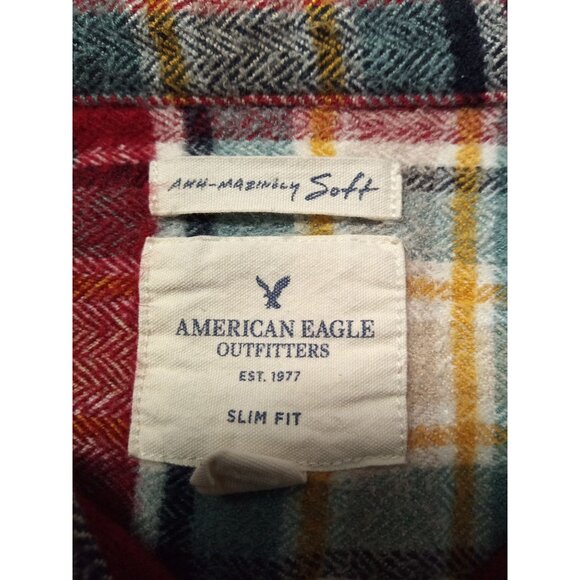 AHH-MAZINGLY Soft
AMERICAN EAGLE
OUTFITTERS
EST. 1977
SLIM FIT